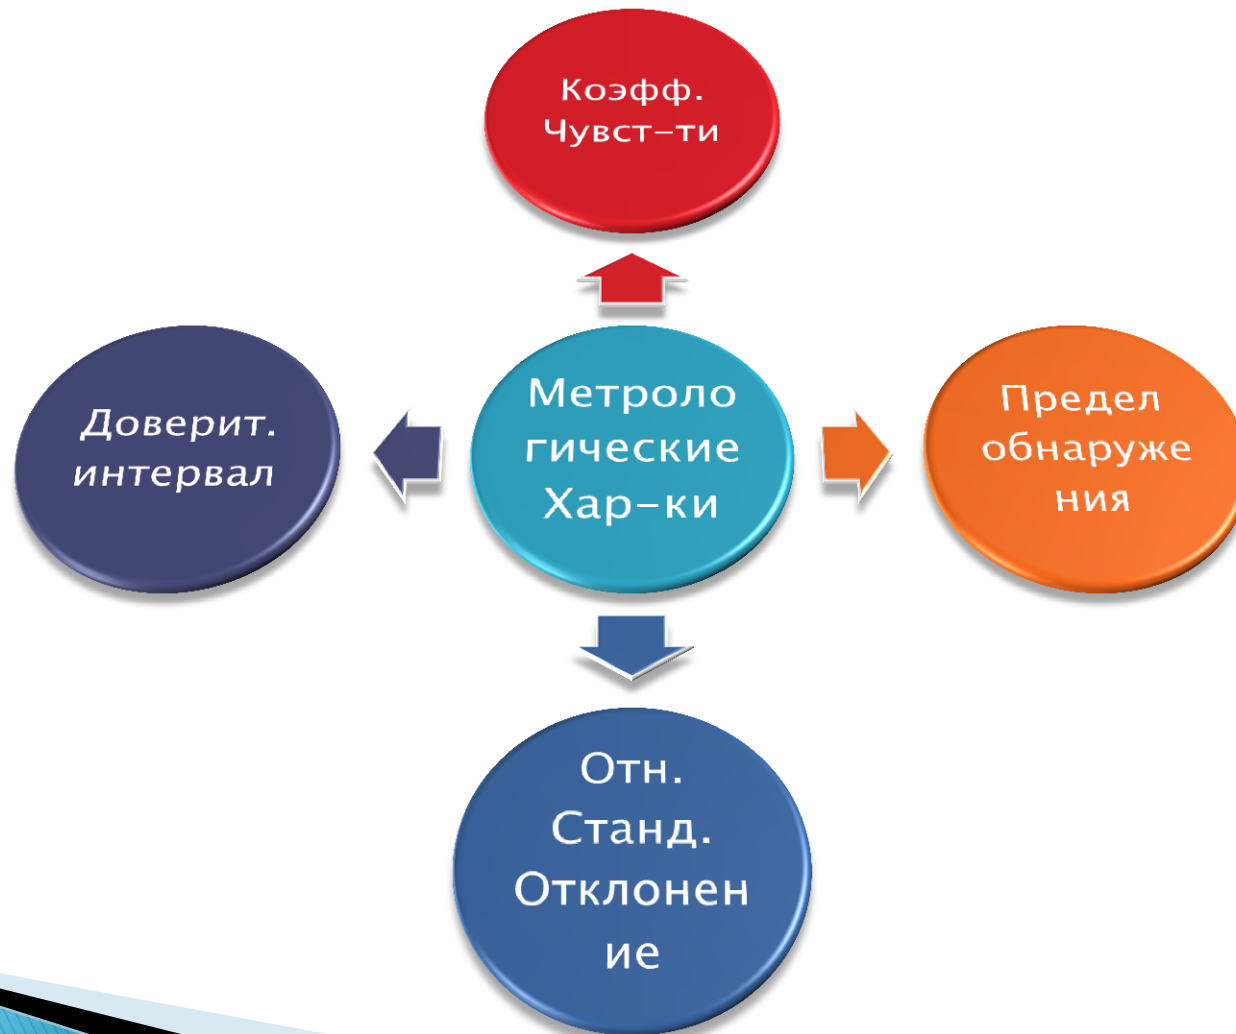 Коэфф.
Чувст-ти
Доверит.
интервал
Метроло
гические
Хар-ки
Предел
обнаруже
ния
Отн.
Станд.
Отклонен
ие